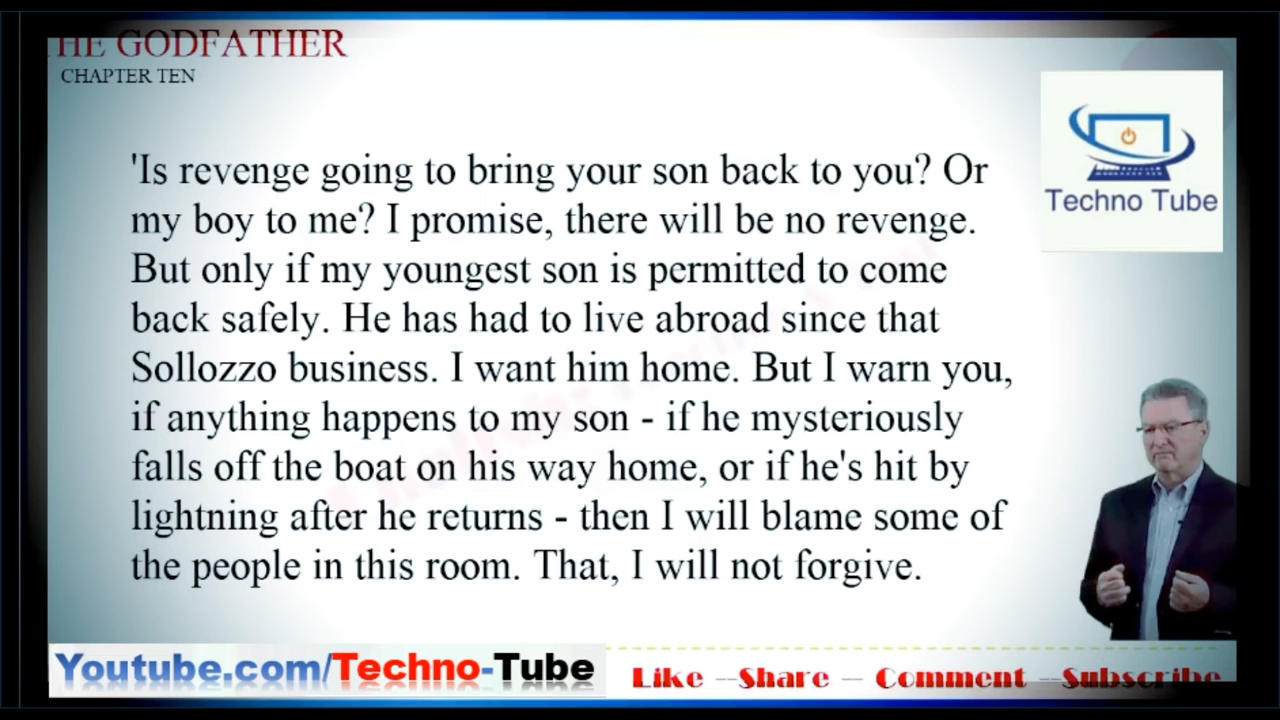 THE GODFATHER
CHAPTER TEN
Techno Tube
'Is revenge going to bring your son back to you? Or
my boy to me? I promise, there will be no revenge.
But only if my youngest son is permitted to come
back safely. He has had to live abroad since that
Sollozzo business. I want him home. But I warn you,
if anything happens to my son - if he mysteriously
falls off the boat on his way home, or if he's hit by
lightning after he returns - then I will blame some of
the people in this room. That, I will not forgive.
Youtube.com/Techno-Tube
Like --Share -- Comment --Subscribe